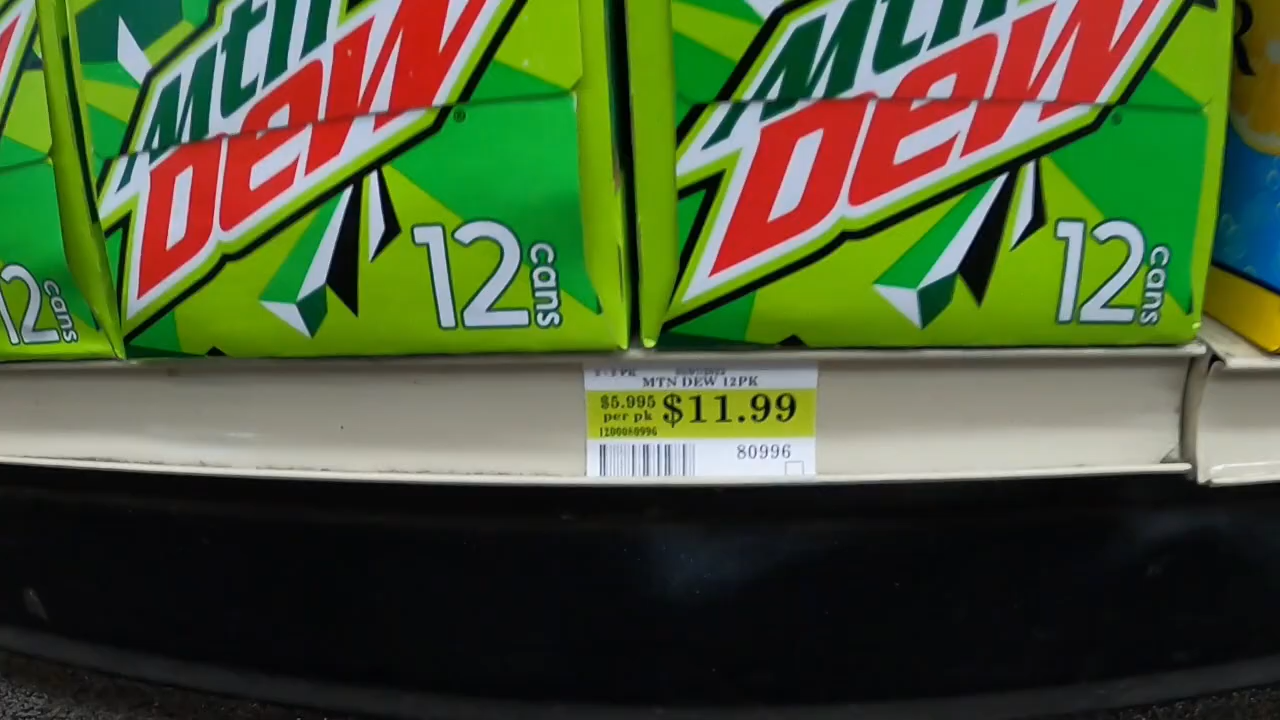 Mtn
DEW
12 cans
Mtn
DEW
®
12 cans
12 cans
MTN DEW 12PK
$5.995
per pk
$11.99
1200080996
80996